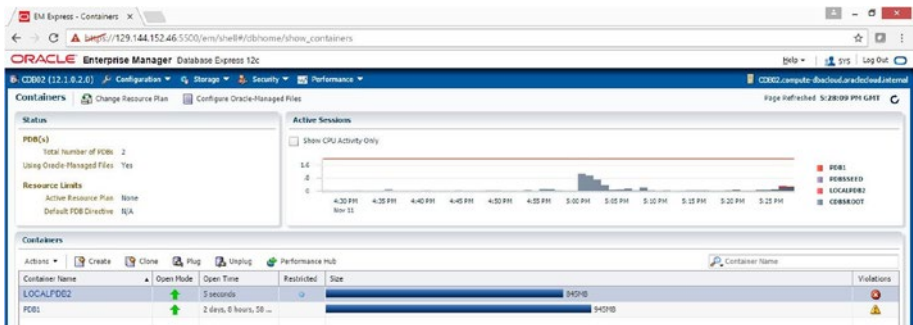 EM Express - Containers
https://129.144.152.46:5500/em/shell#/dbhome/show_containers
ORACLE Enterprise Manager Database Express 12c
Help
sys
Log Out
CDB02 (12.1.0.2.0) Configuration Storage Security Performance
CDB02.compute-dbacloud.oraclecloud.internal
Containers Change Resource Plan Configure Oracle-Managed Files
Page Refreshed 5:28:09 PM GMT
Status
PDB(s)
Total Number of PDBs 2
Using Oracle-Managed Files Yes
Resource Limits
Active Resource Plan None
Default PDB Directive N/A
Active Sessions
Show CPU Activity Only
1.6
.8
0
4:30 PM 4:35 PM 4:40 PM 4:45 PM 4:50 PM 4:55 PM 5:00 PM 5:05 PM 5:10 PM 5:15 PM 5:20 PM 5:25 PM
Nov 11
PDB1
PDB$SEED
LOCALPDB2
CDB$ROOT
Containers
Actions Create Clone Plug Unplug Performance Hub
Container Name
Container Name Open Mode Open Time Restricted Size Violations
LOCALPDB2 5 seconds 945MB
PDB1 2 days, 0 hours, 58 ... 945MB